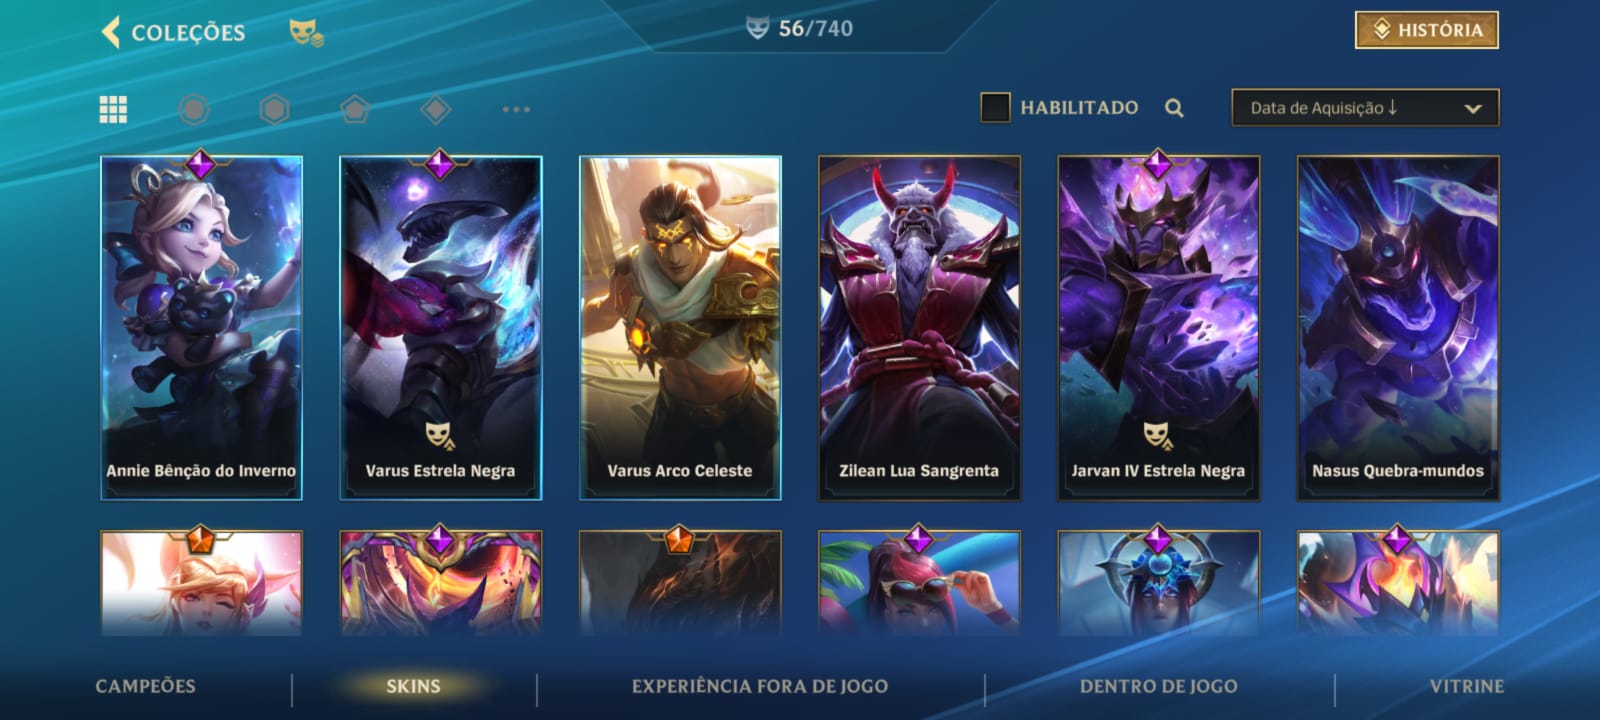 COLEÇÕES
56/740
HISTÓRIA
HABILITADO
Data de Aquisição ↓
Annie Bênção do Inverno
Varus Estrela Negra
Varus Arco Celeste
Zilean Lua Sangrenta
Jarvan IV Estrela Negra
Nasus Quebra-mundos
CAMPEÕES
SKINS
EXPERIÊNCIA FORA DE JOGO
DENTRO DE JOGO
VITRINE